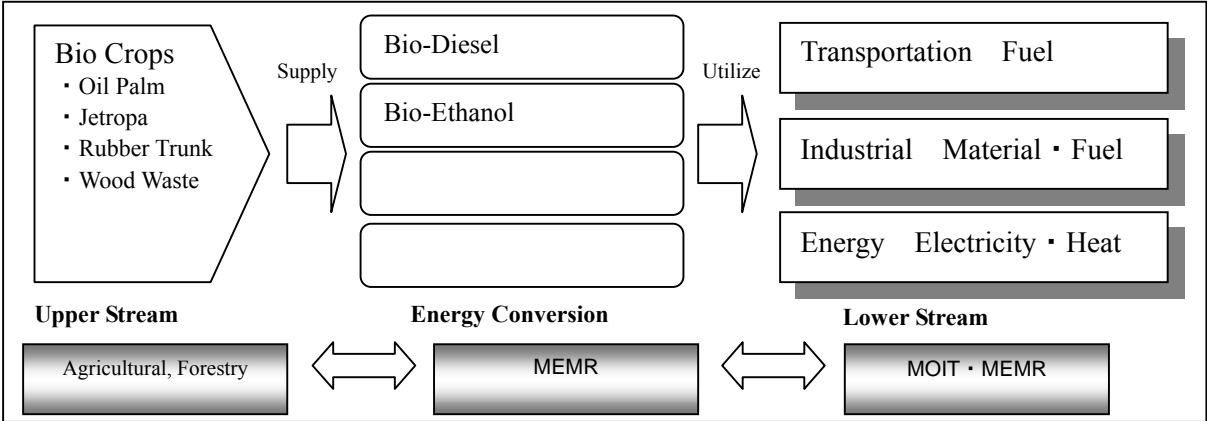 Bio Crops
・Oil Palm
・Jetropa
・Rubber Trunk
・Wood Waste
Supply
Bio-Diesel
Bio-Ethanol
Utilize
Transportation Fuel
Industrial Material・Fuel
Energy Electricity・Heat
Upper Stream
Energy Conversion
Lower Stream
Agricultural, Forestry
MEMR
MOIT・MEMR